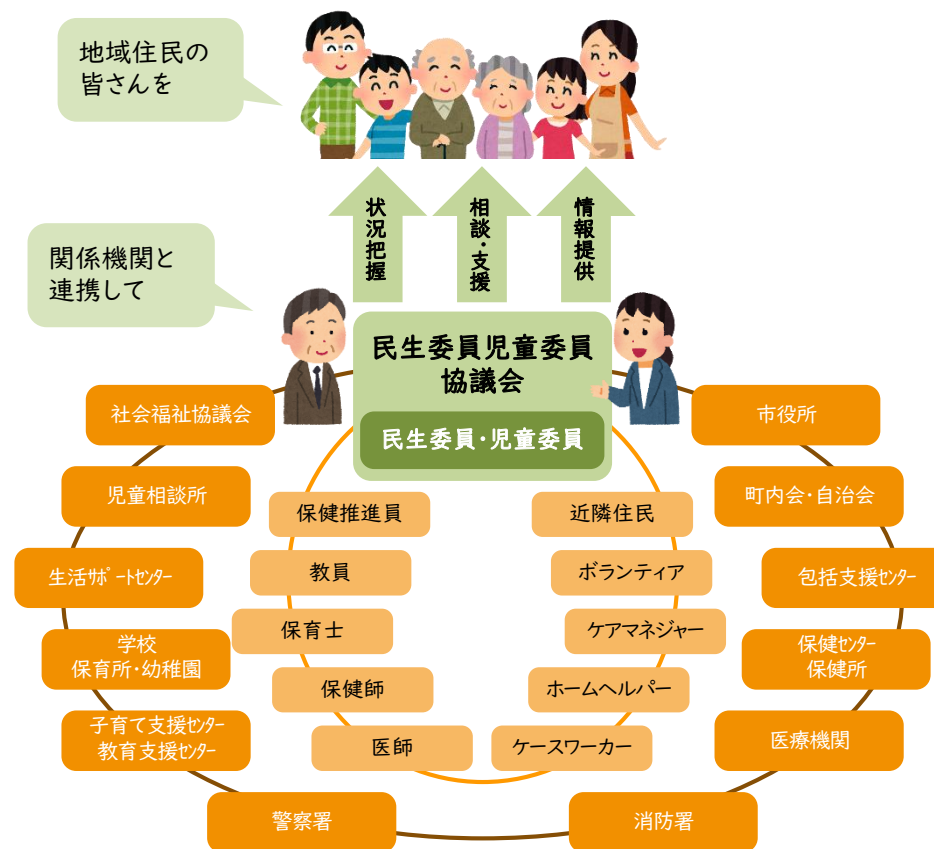 地域住民の
皆さんを
状況把握
相談・支援
情報提供
関係機関と
連携して
民生委員児童委員
協議会
民生委員・児童委員
社会福祉協議会
児童相談所
生活ｻﾎﾟｰﾄｾﾝﾀｰ
学校
保育所・幼稚園
子育て支援ｾﾝﾀｰ
教育支援ｾﾝﾀｰ
警察署
保健推進員
教員
保育士
保健師
医師
近隣住民
ボランティア
ケアマネジャー
ホームヘルパー
ケースワーカー
市役所
町内会・自治会
包括支援ｾﾝﾀｰ
保健ｾﾝﾀｰ
保健所
医療機関
消防署